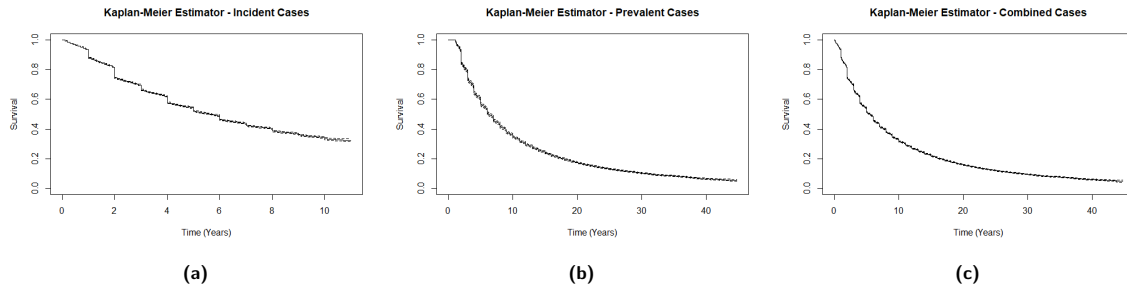 Kaplan-Meier Estimator - Incident Cases
Survival
1.0
0.8
0.6
0.4
0.2
0.0
0 2 4 6 8 10
Time (Years)
(a)
Kaplan-Meier Estimator - Prevalent Cases
Survival
1.0
0.8
0.6
0.4
0.2
0.0
0 10 20 30 40
Time (Years)
(b)
Kaplan-Meier Estimator - Combined Cases
Survival
1.0
0.8
0.6
0.4
0.2
0.0
0 10 20 30 40
Time (Years)
(c)